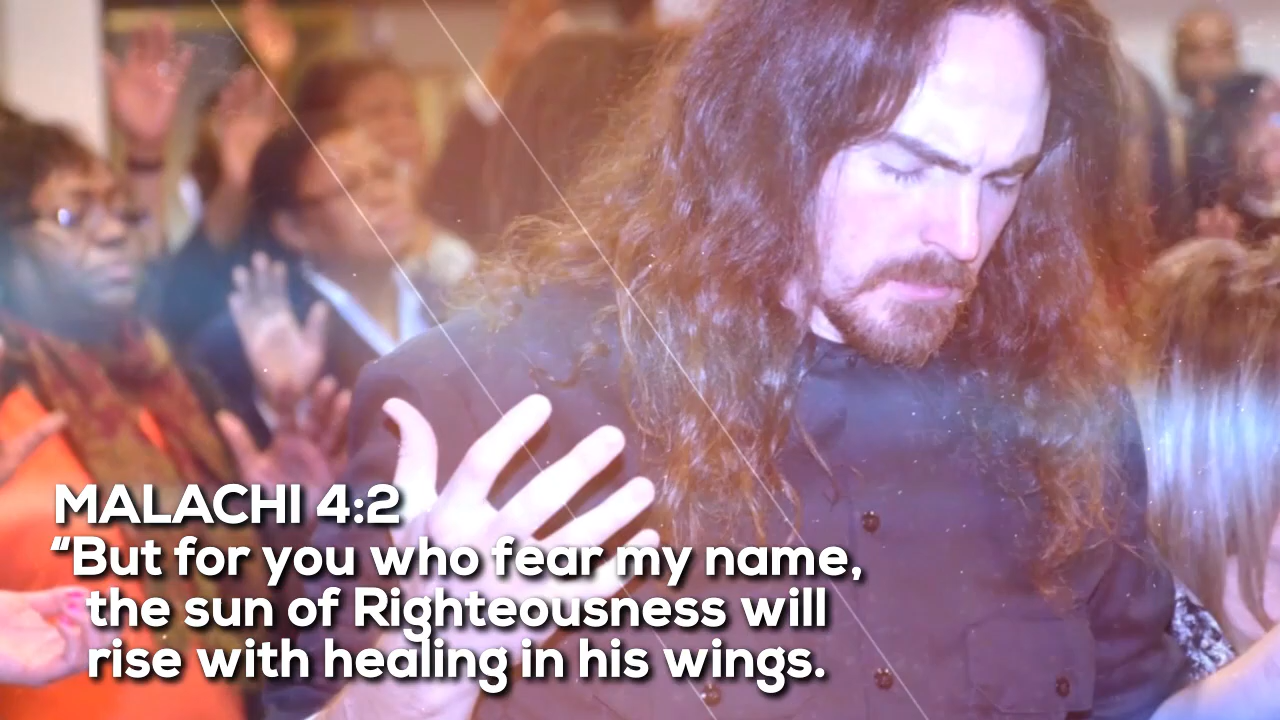 MALACHI 4:2
“But for you who fear my name,
the sun of Righteousness will
rise with healing in his wings.